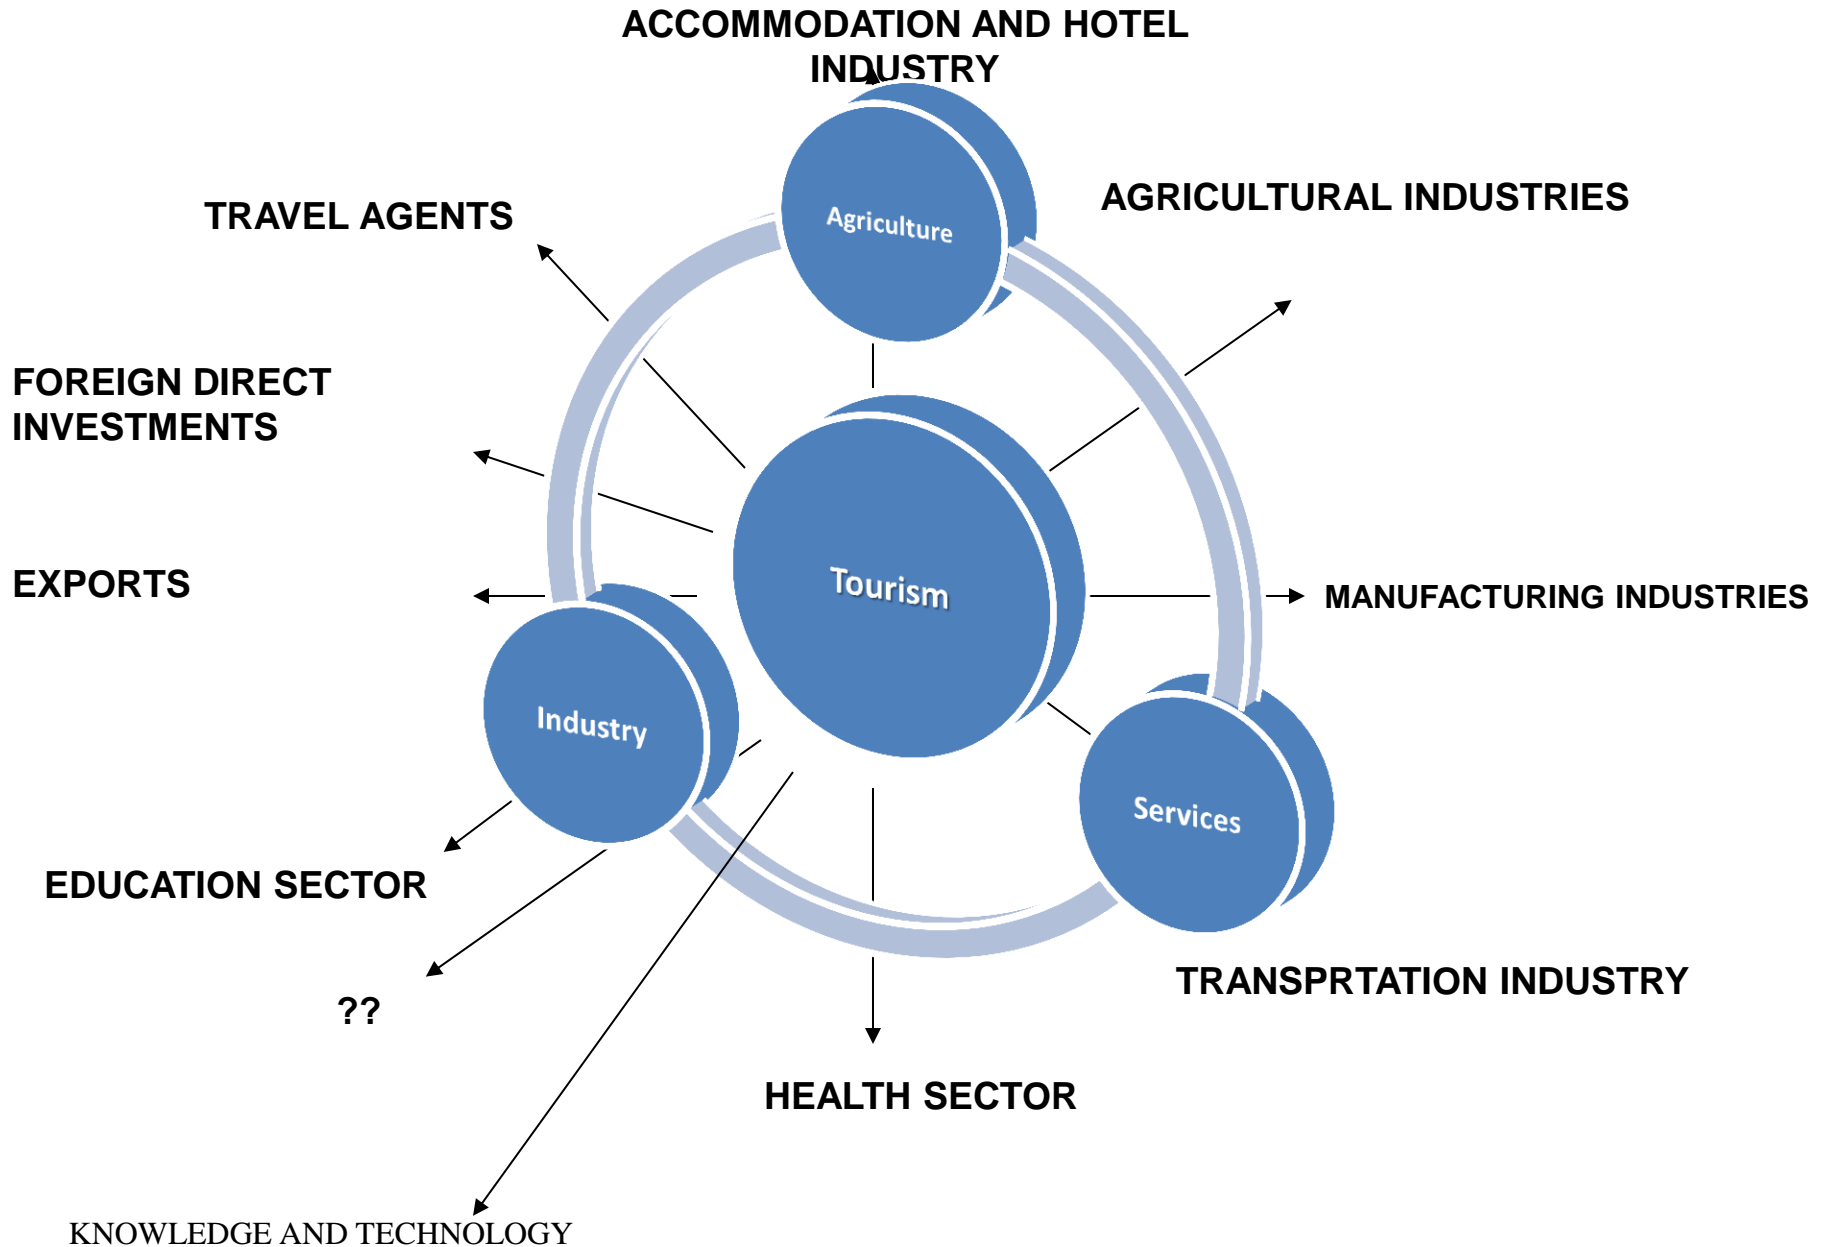 ACCOMMODATION AND HOTEL
INDUSTRY
AGRICULTURAL INDUSTRIES
TRAVEL AGENTS
Agriculture
FOREIGN DIRECT
INVESTMENTS
EXPORTS
Tourism
MANUFACTURING INDUSTRIES
Industry
Services
EDUCATION SECTOR
TRANSPRTATION INDUSTRY
??
HEALTH SECTOR
KNOWLEDGE AND TECHNOLOGY